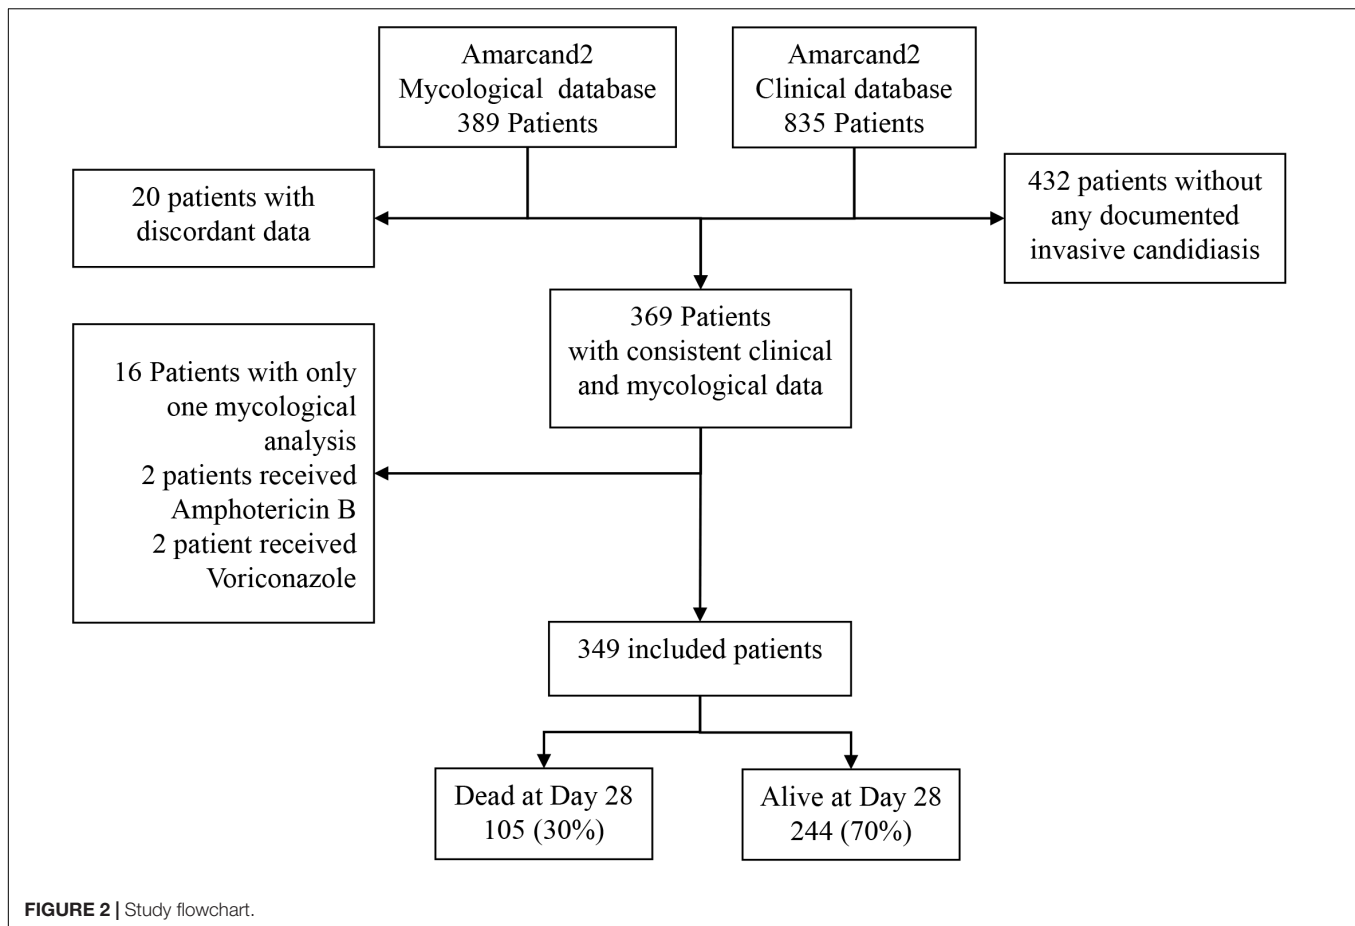 Amarcand2
Mycological database
389 Patients
Amarcand2
Clinical database
835 Patients
20 patients with
discordant data
432 patients without
any documented
invasive candidiasis
369 Patients
with consistent clinical
and mycological data
16 Patients with only
one mycological
analysis
2 patients received
Amphotericin B
2 patient received
Voriconazole
349 included patients
Dead at Day 28
105 (30%)
Alive at Day 28
244 (70%)
FIGURE 2 | Study flowchart.